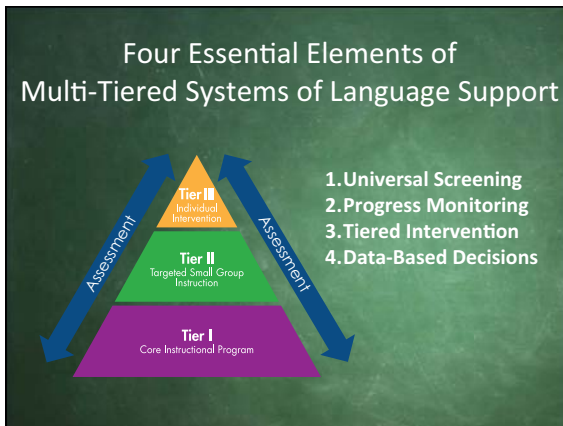 Four Essential Elements of
Multi-Tiered Systems of Language Support
Tier III
Individual
Intervention
Tier II
Targeted Small Group
Instruction
Tier I
Core Instructional Program
Assessment
Assessment
1.Universal Screening
2.Progress Monitoring
3.Tiered Intervention
4.Data-Based Decisions